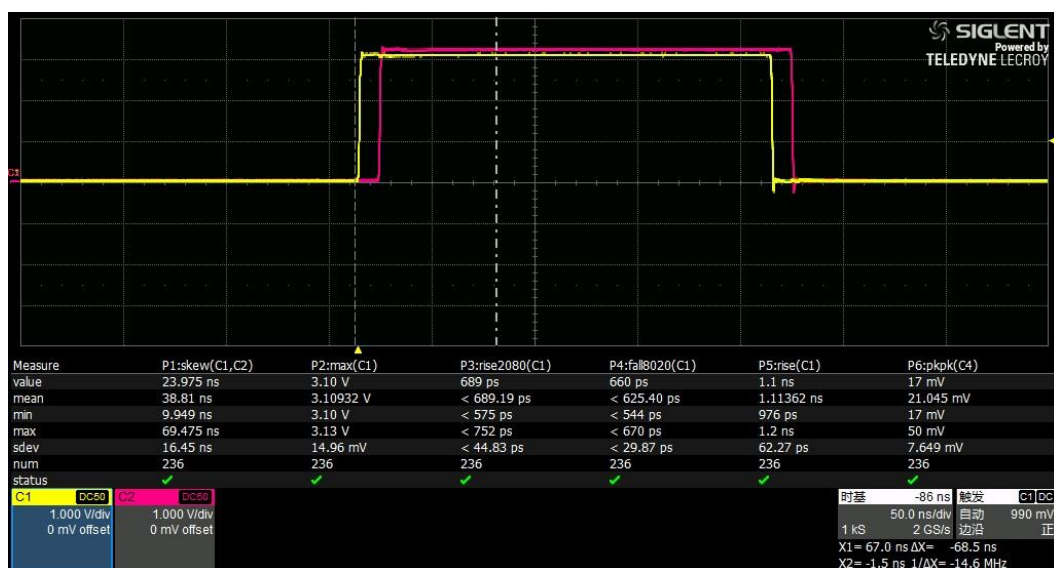 SIGLENT
Powered by
TELEDYNE LECROY
C1
Measure P1:skew(C1,C2) P2:max(C1) P3:rise2080(C1) P4:fall8020(C1) P5:rise(C1) P6:pkpk(C4)
value 23.975 ns 3.10 V 689 ps 660 ps 1.1 ns 17 mV
mean 38.81 ns 3.10932 V < 689.19 ps < 625.40 ps 1.11362 ns 21.045 mV
min 9.949 ns 3.10 V < 575 ps < 544 ps 976 ps 17 mV
max 69.475 ns 3.13 V < 752 ps < 670 ps 1.2 ns 50 mV
sdev 16.45 ns 14.96 mV < 44.83 ps < 29.87 ps 62.27 ps 7.649 mV
num 236 236 236 236 236 236
status
C1 DC50 C2 DC50 时基 -86 ns 触发 C1 DC
1.000 V/div 1.000 V/div 50.0 ns/div 自动 990 mV
0 mV offset 0 mV offset 1 kS 2 GS/s 边沿 正
X1= 67.0 ns ΔX= -68.5 ns
X2= -1.5 ns 1/ΔX= -14.6 MHz